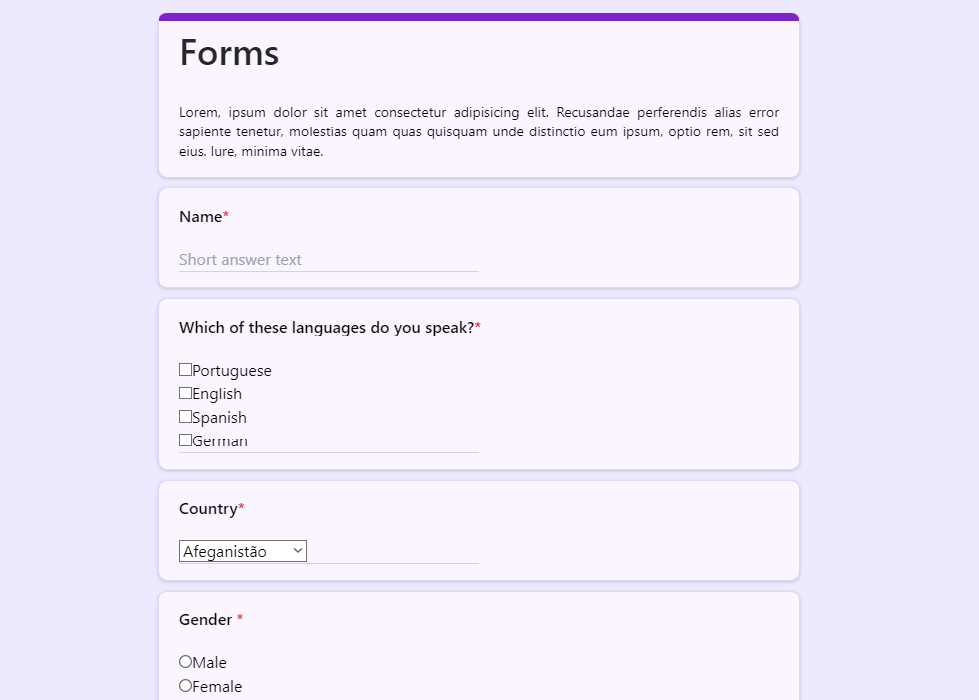 Forms
Lorem, ipsum dolor sit amet consectetur adipisicing elit. Recusandae perferendis alias error
sapiente tenetur, molestias quam quas quisquam unde distinctio eum ipsum, optio rem, sit sed
eius. Iure, minima vitae.
Name*
Short answer text
Which of these languages do you speak?*
Portuguese
English
Spanish
German
Country*
Afeganistão
Gender *
Male
Female